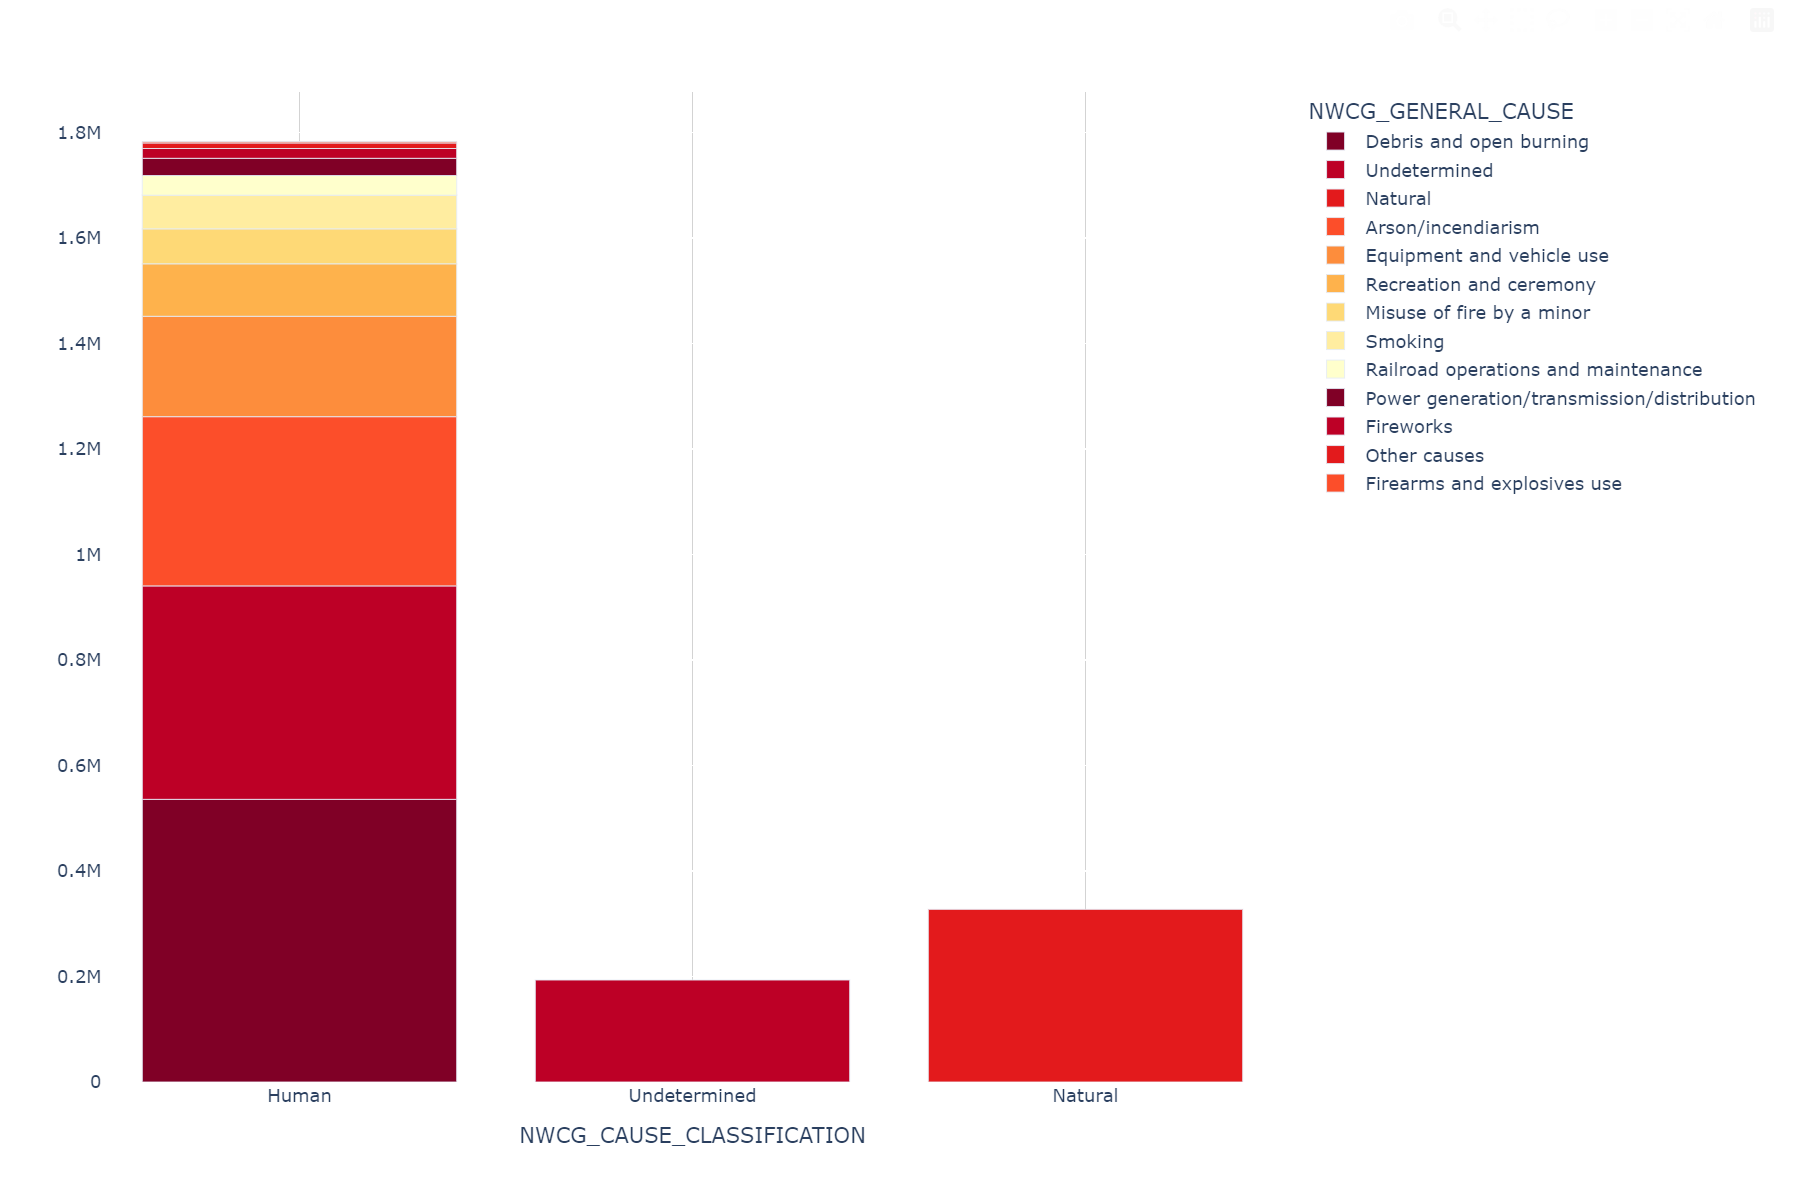 1.8M
1.6M
1.4M
1.2M
1M
0.8M
0.6M
0.4M
0.2M
0
Human
Undetermined
Natural
NWCG_CAUSE_CLASSIFICATION
NWCG_GENERAL_CAUSE
Debris and open burning
Undetermined
Natural
Arson/incendiarism
Equipment and vehicle use
Recreation and ceremony
Misuse of fire by a minor
Smoking
Railroad operations and maintenance
Power generation/transmission/distribution
Fireworks
Other causes
Firearms and explosives use